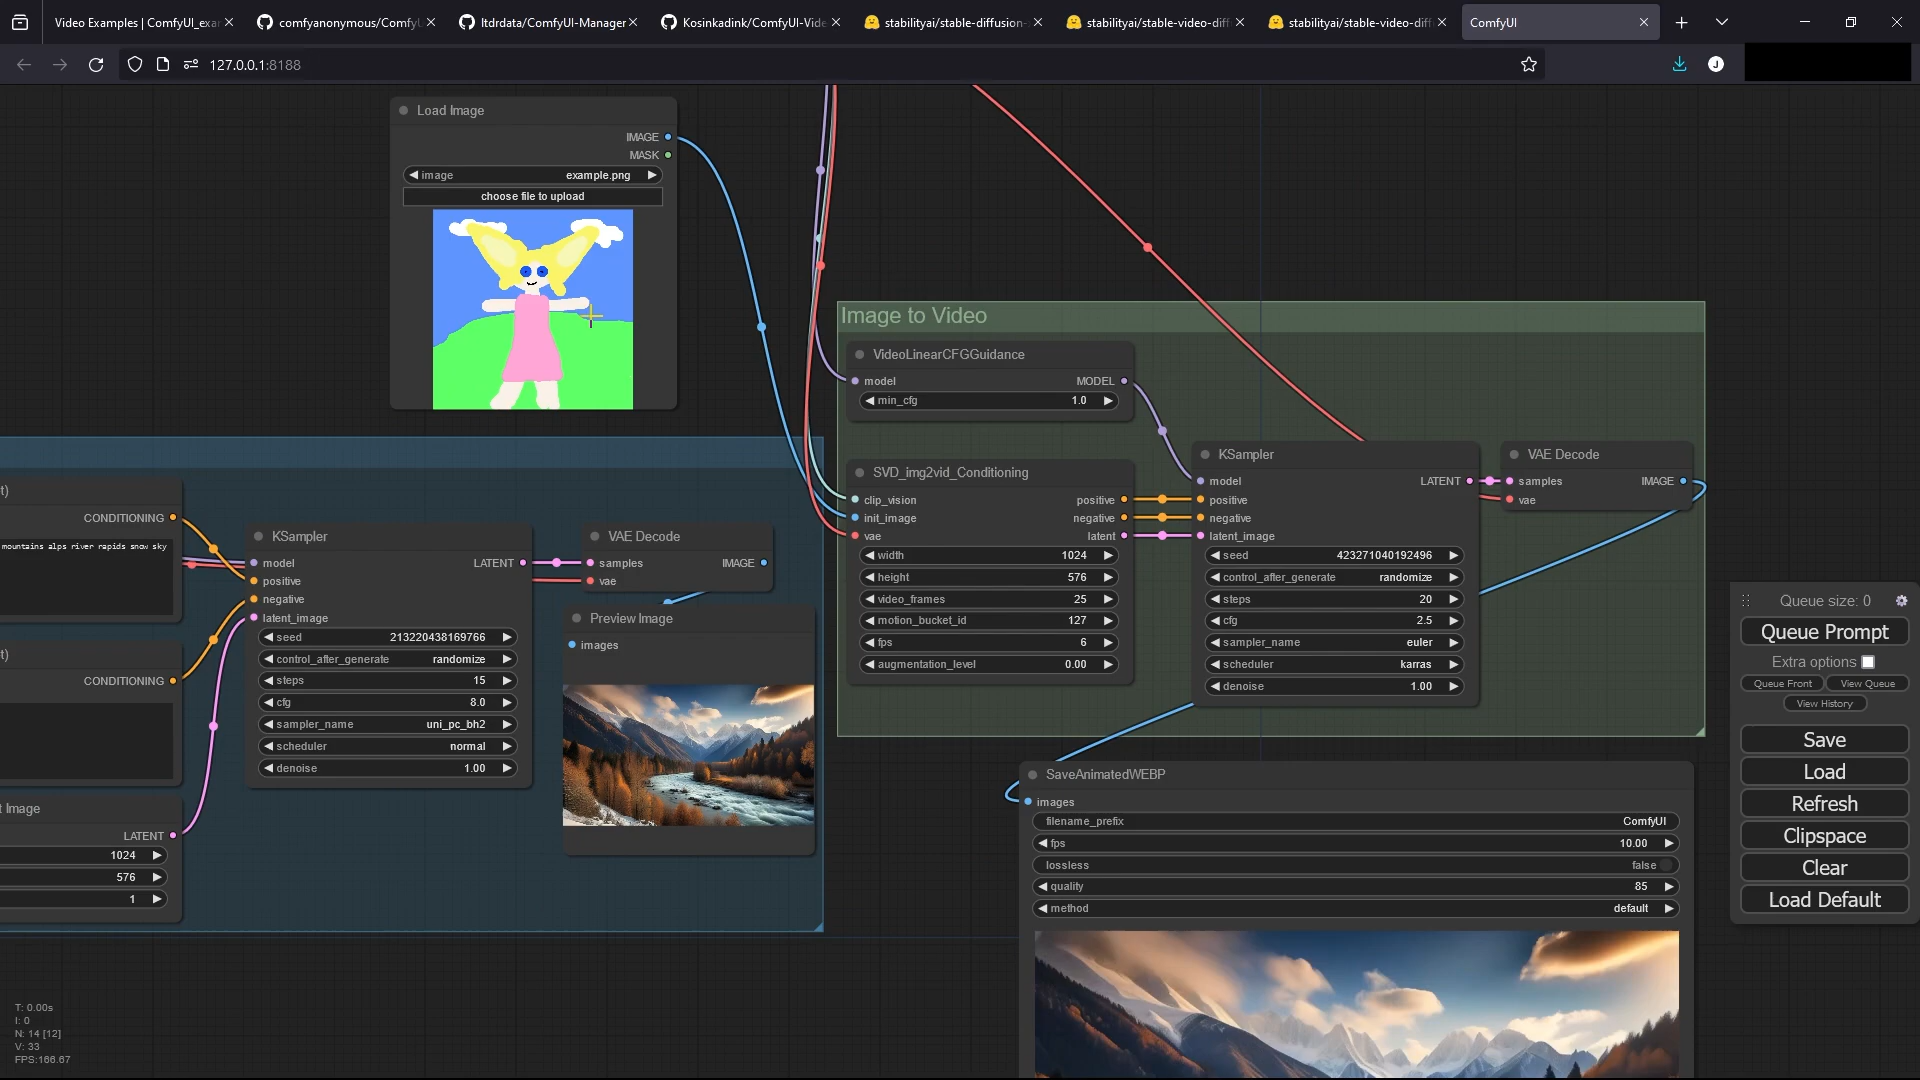 Video Examples | ComfyUI_exa
comfyanonymous/ComfyU
ltdrdata/ComfyUI-Manager
Kosinkadink/ComfyUI-Vide
stabilityai/stable-diffusion-
stabilityai/stable-video-diff
stabilityai/stable-video-diff
ComfyUI
127.0.0.1:8188
J
Load Image
IMAGE
MASK
image example.png
choose file to upload
t)
CONDITIONING
mountains alps river rapids snow sky
t)
CONDITIONING
t Image
LATENT
1024
576
1
KSampler
model LATENT
positive
negative
latent_image
seed 213220438169766
control_after_generate randomize
steps 15
cfg 8.0
sampler_name uni_pc_bh2
scheduler normal
denoise 1.00
VAE Decode
samples IMAGE
vae
Preview Image
images
Image to Video
VideoLinearCFGGuidance
model MODEL
min_cfg 1.0
SVD_img2vid_Conditioning
clip_vision positive
init_image negative
vae latent
width 1024
height 576
video_frames 25
motion_bucket_id 127
fps 6
augmentation_level 0.00
KSampler
model LATENT
positive
negative
latent_image
seed 423271040192496
control_after_generate randomize
steps 20
cfg 2.5
sampler_name euler
scheduler karras
denoise 1.00
VAE Decode
samples IMAGE
vae
SaveAnimatedWEBP
images
filename_prefix ComfyUI
fps 10.00
lossless false
quality 85
method default
Queue size: 0
Queue Prompt
Extra options
Queue Front View Queue
View History
Save
Load
Refresh
Clipspace
Clear
Load Default
T: 0.00s
I: 0
N: 14 [12]
V: 33
FPS:166.67